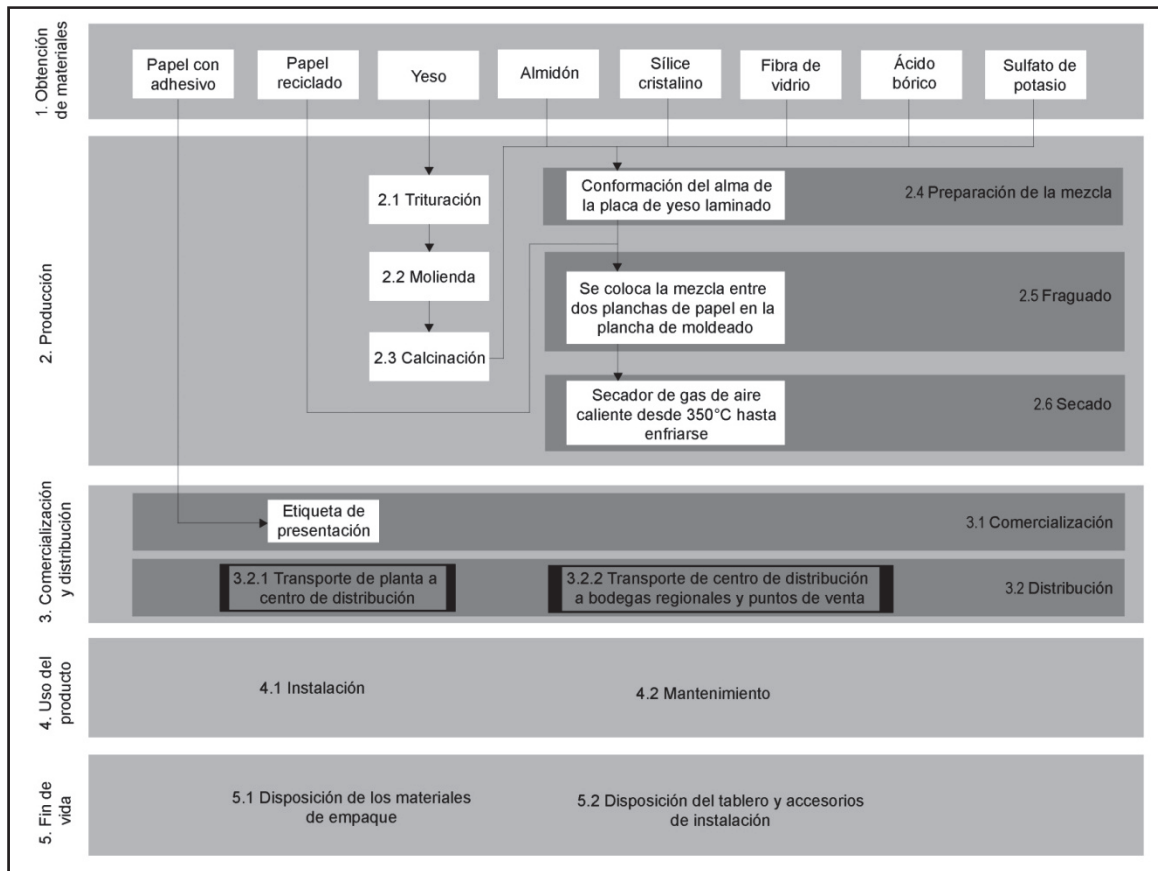 1. Obtención
de materiales
Papel con
adhesivo
Papel
reciclado
Yeso
Almidón
Sílice
cristalino
Fibra de
vidrio
Ácido
bórico
Sulfato de
potasio
2. Producción
2.1 Trituración
2.2 Molienda
2.3 Calcinación
Conformación del alma de
la placa de yeso laminado
2.4 Preparación de la mezcla
Se coloca la mezcla entre
dos planchas de papel en la
plancha de moldeado
2.5 Fraguado
Secador de gas de aire
caliente desde 350°C hasta
enfriarse
2.6 Secado
3. Comercialización
y distribución
Etiqueta de
presentación
3.1 Comercialización
3.2.1 Transporte de planta a
centro de distribución
3.2.2 Transporte de centro de distribución
a bodegas regionales y puntos de venta
3.2 Distribución
4. Uso del
producto
4.1 Instalación
4.2 Mantenimiento
5. Fin de
vida
5.1 Disposición de los materiales
de empaque
5.2 Disposición del tablero y accesorios
de instalación